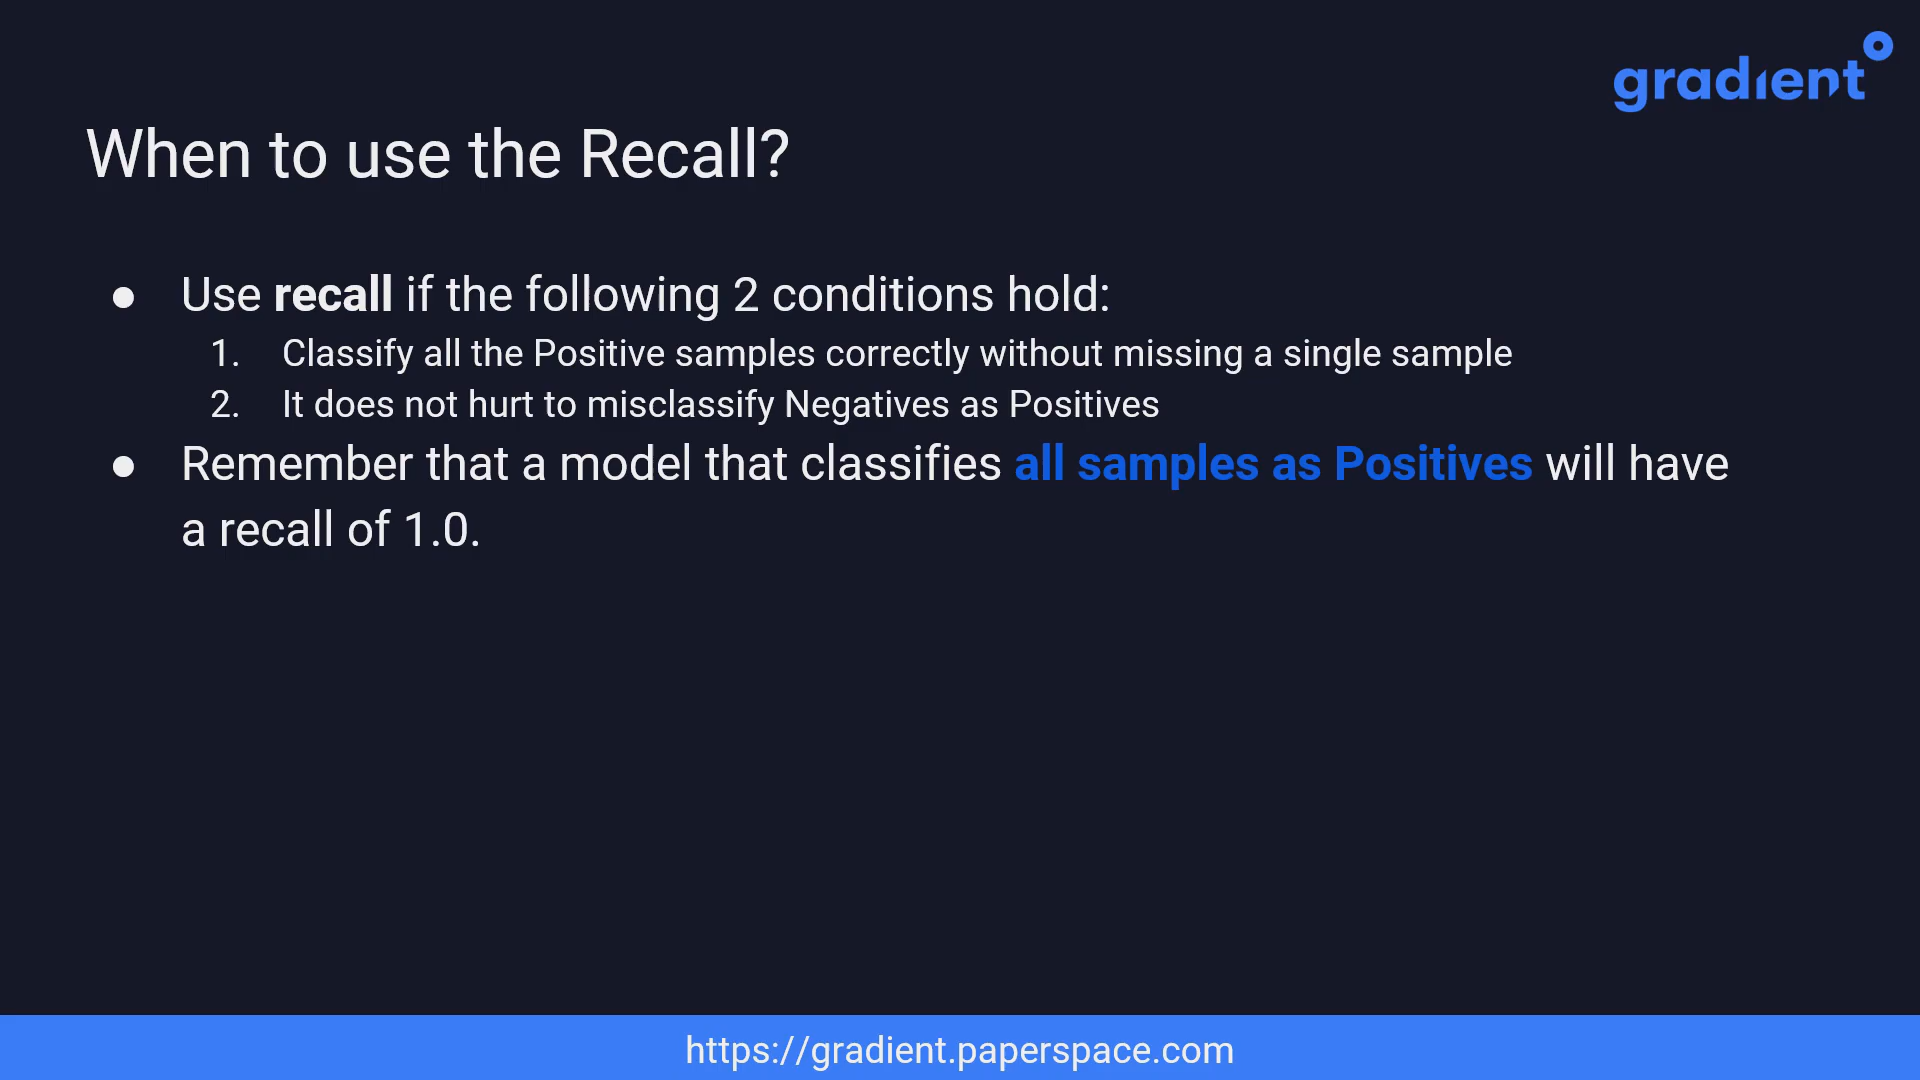 gradient
When to use the Recall?
● Use recall if the following 2 conditions hold:
1. Classify all the Positive samples correctly without missing a single sample
2. It does not hurt to misclassify Negatives as Positives
● Remember that a model that classifies all samples as Positives will have
a recall of 1.0.
https://gradient.paperspace.com